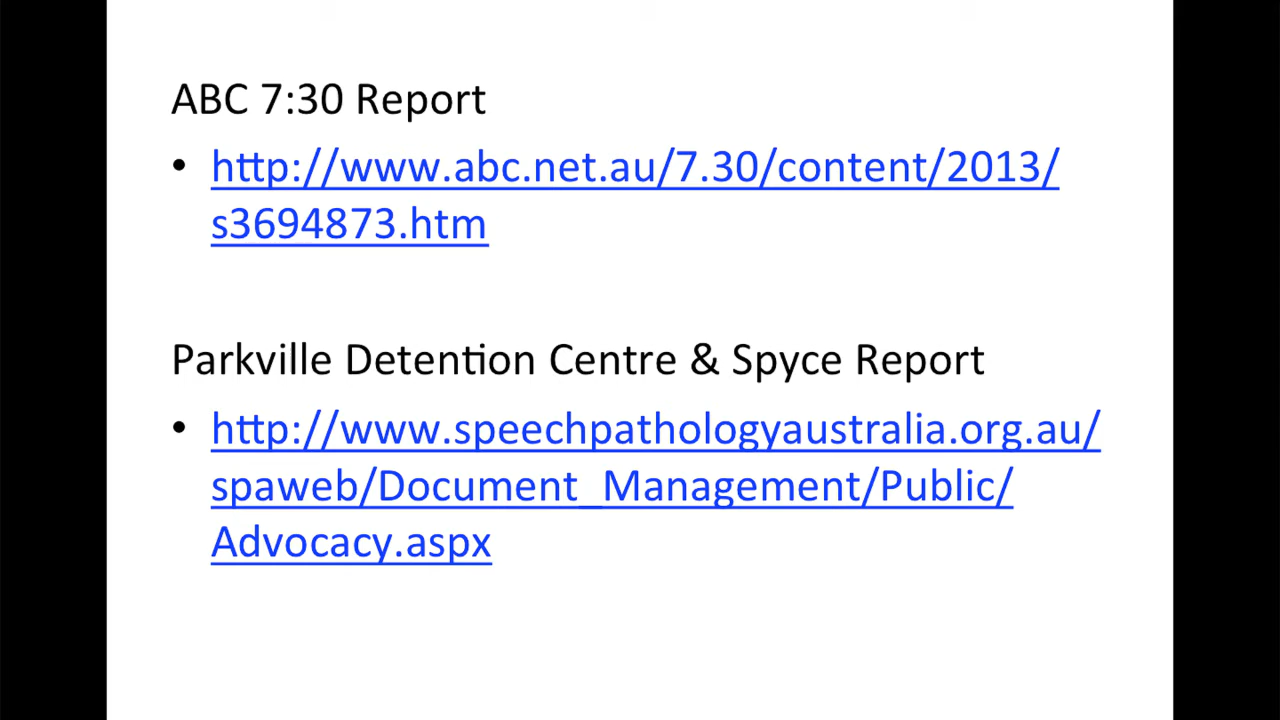 ABC 7:30 Report
• http://www.abc.net.au/7.30/content/2013/
s3694873.htm
Parkville Detention Centre & Spyce Report
• http://www.speechpathologyaustralia.org.au/
spaweb/Document_Management/Public/
Advocacy.aspx